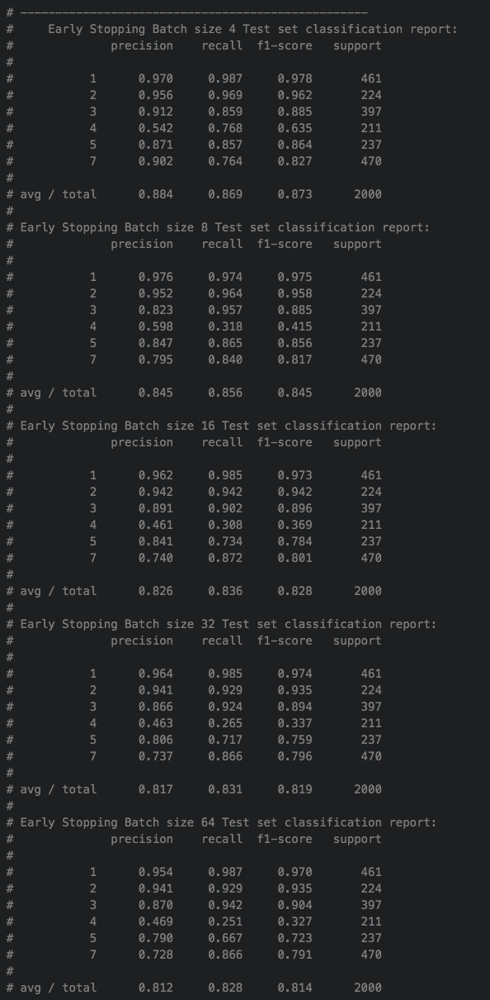 # --------------------------------------------------
#     Early Stopping Batch size 4 Test set classification report:
#              precision    recall  f1-score   support
#
#           1      0.970     0.987     0.978       461
#           2      0.956     0.969     0.962       224
#           3      0.912     0.859     0.885       397
#           4      0.542     0.768     0.635       211
#           5      0.871     0.857     0.864       237
#           7      0.902     0.764     0.827       470
#
# avg / total      0.884     0.869     0.873      2000
#
# Early Stopping Batch size 8 Test set classification report:
#              precision    recall  f1-score   support
#
#           1      0.976     0.974     0.975       461
#           2      0.952     0.964     0.958       224
#           3      0.823     0.957     0.885       397
#           4      0.598     0.318     0.415       211
#           5      0.847     0.865     0.856       237
#           7      0.795     0.840     0.817       470
#
# avg / total      0.845     0.856     0.845      2000
#
# Early Stopping Batch size 16 Test set classification report:
#              precision    recall  f1-score   support
#
#           1      0.962     0.985     0.973       461
#           2      0.942     0.942     0.942       224
#           3      0.891     0.902     0.896       397
#           4      0.461     0.308     0.369       211
#           5      0.841     0.734     0.784       237
#           7      0.740     0.872     0.801       470
#
# avg / total      0.826     0.836     0.828      2000
#
# Early Stopping Batch size 32 Test set classification report:
#              precision    recall  f1-score   support
#
#           1      0.964     0.985     0.974       461
#           2      0.941     0.929     0.935       224
#           3      0.866     0.924     0.894       397
#           4      0.463     0.265     0.337       211
#           5      0.806     0.717     0.759       237
#           7      0.737     0.866     0.796       470
#
# avg / total      0.817     0.831     0.819      2000
#
# Early Stopping Batch size 64 Test set classification report:
#              precision    recall  f1-score   support
#
#           1      0.954     0.987     0.970       461
#           2      0.941     0.929     0.935       224
#           3      0.870     0.942     0.904       397
#           4      0.469     0.251     0.327       211
#           5      0.790     0.667     0.723       237
#           7      0.728     0.866     0.791       470
#
# avg / total      0.812     0.828     0.814      2000